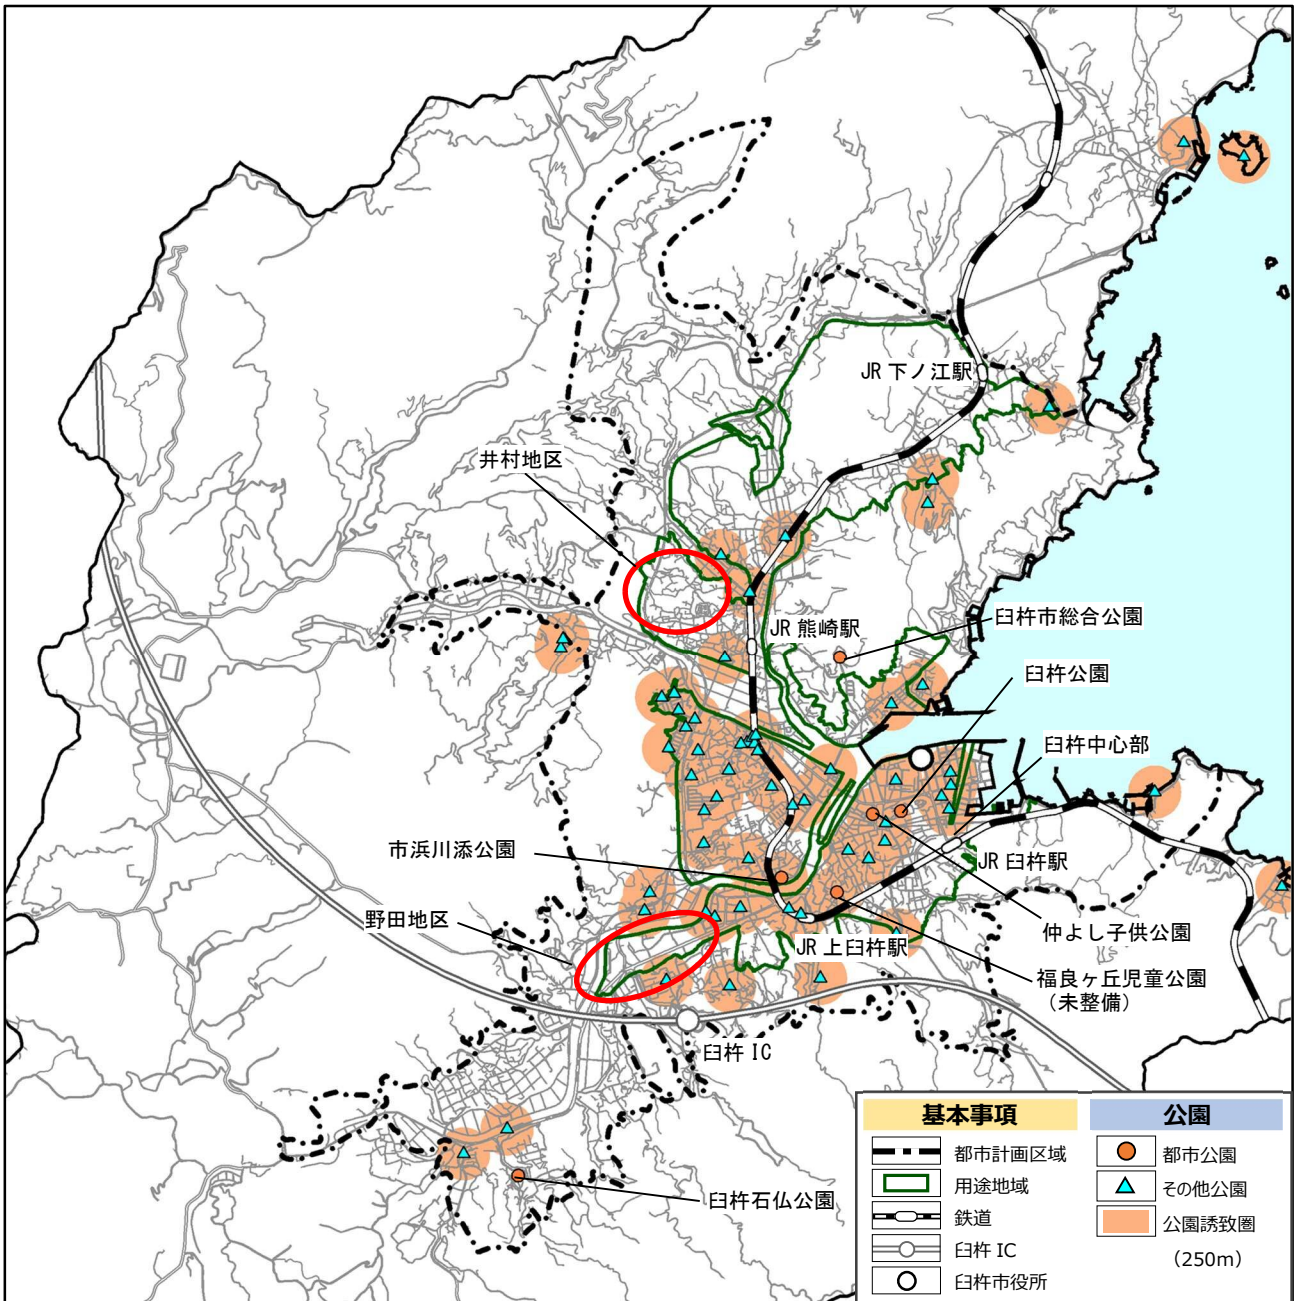 JR 下ノ江駅
井村地区
JR 熊崎駅
臼杵市総合公園
臼杵公園
臼杵中心部
市浜川添公園
JR 臼杵駅
野田地区
JR 上臼杵駅
仲よし子供公園
福良ヶ丘児童公園
（未整備）
臼杵 IC
臼杵石仏公園
基本事項
都市計画区域
用途地域
鉄道
臼杵 IC
臼杵市役所
公園
都市公園
その他公園
公園誘致圏
（250m）